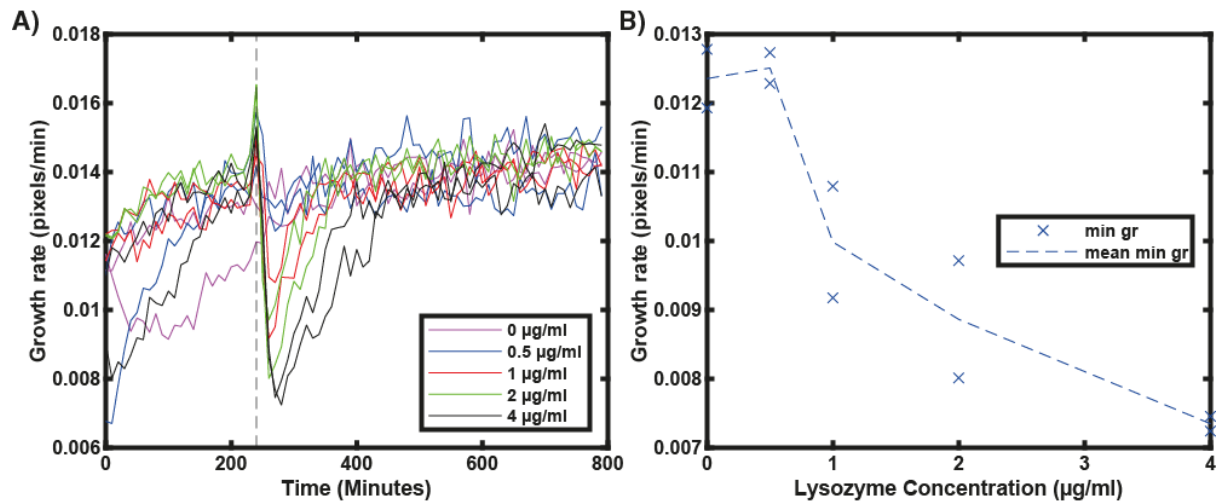 A)
0.018
0.016
0.014
0.012
0.01
0.008
0.006
Growth rate (pixels/min)
0
200
400
600
800
Time (Minutes)
0 µg/ml
0.5 µg/ml
1 µg/ml
2 µg/ml
4 µg/ml
B)
0.013
0.012
0.011
0.01
0.009
0.008
0.007
Growth rate (pixels/min)
0
1
2
3
4
Lysozyme Concentration (µg/ml)
min gr
mean min gr